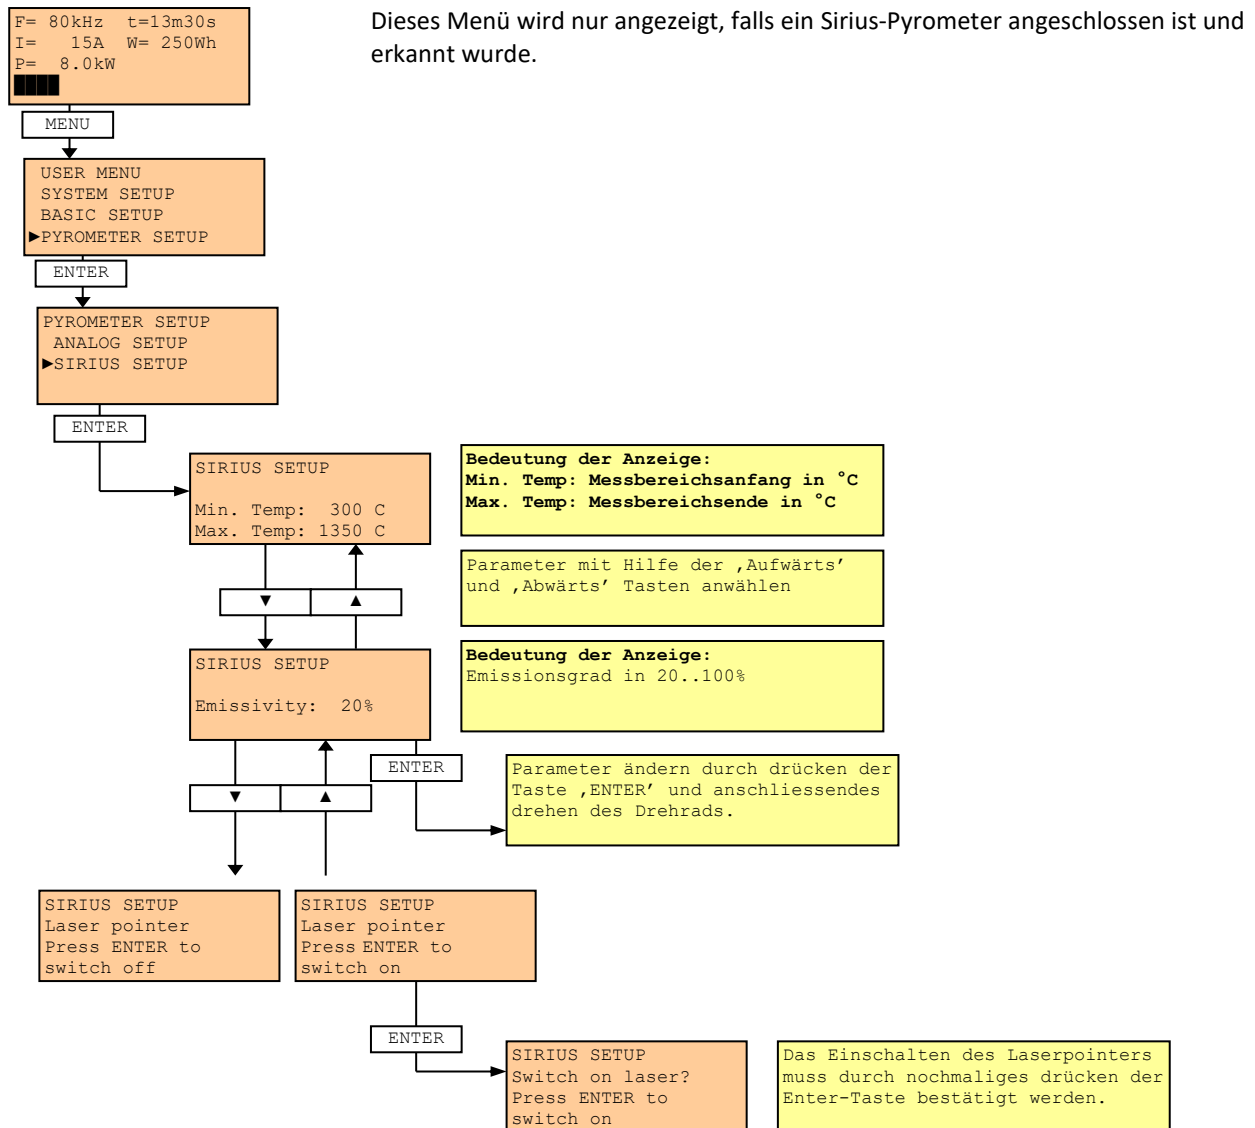 F= 80kHz t=13m30s
I= 15A W= 250Wh
P= 8.0kW
Dieses Menü wird nur angezeigt, falls ein Sirius-Pyrometer angeschlossen ist und
erkannt wurde.
MENU
USER MENU
SYSTEM SETUP
BASIC SETUP
►PYROMETER SETUP
ENTER
PYROMETER SETUP
ANALOG SETUP
►SIRIUS SETUP
ENTER
SIRIUS SETUP
Min. Temp: 300 C
Max. Temp: 1350 C
Bedeutung der Anzeige:
Min. Temp: Messbereichsanfang in °C
Max. Temp: Messbereichsende in °C
Parameter mit Hilfe der ‚Aufwärts’
und ‚Abwärts’ Tasten anwählen
▼ ▲
SIRIUS SETUP
Emissivity: 20%
Bedeutung der Anzeige:
Emissionsgrad in 20..100%
ENTER
Parameter ändern durch drücken der
Taste ‚ENTER’ und anschliessendes
drehen des Drehrads.
▼ ▲
SIRIUS SETUP
Laser pointer
Press ENTER to
switch off
SIRIUS SETUP
Laser pointer
Press ENTER to
switch on
ENTER
SIRIUS SETUP
Switch on laser?
Press ENTER to
switch on
Das Einschalten des Laserpointers
muss durch nochmaliges drücken der
Enter-Taste bestätigt werden.